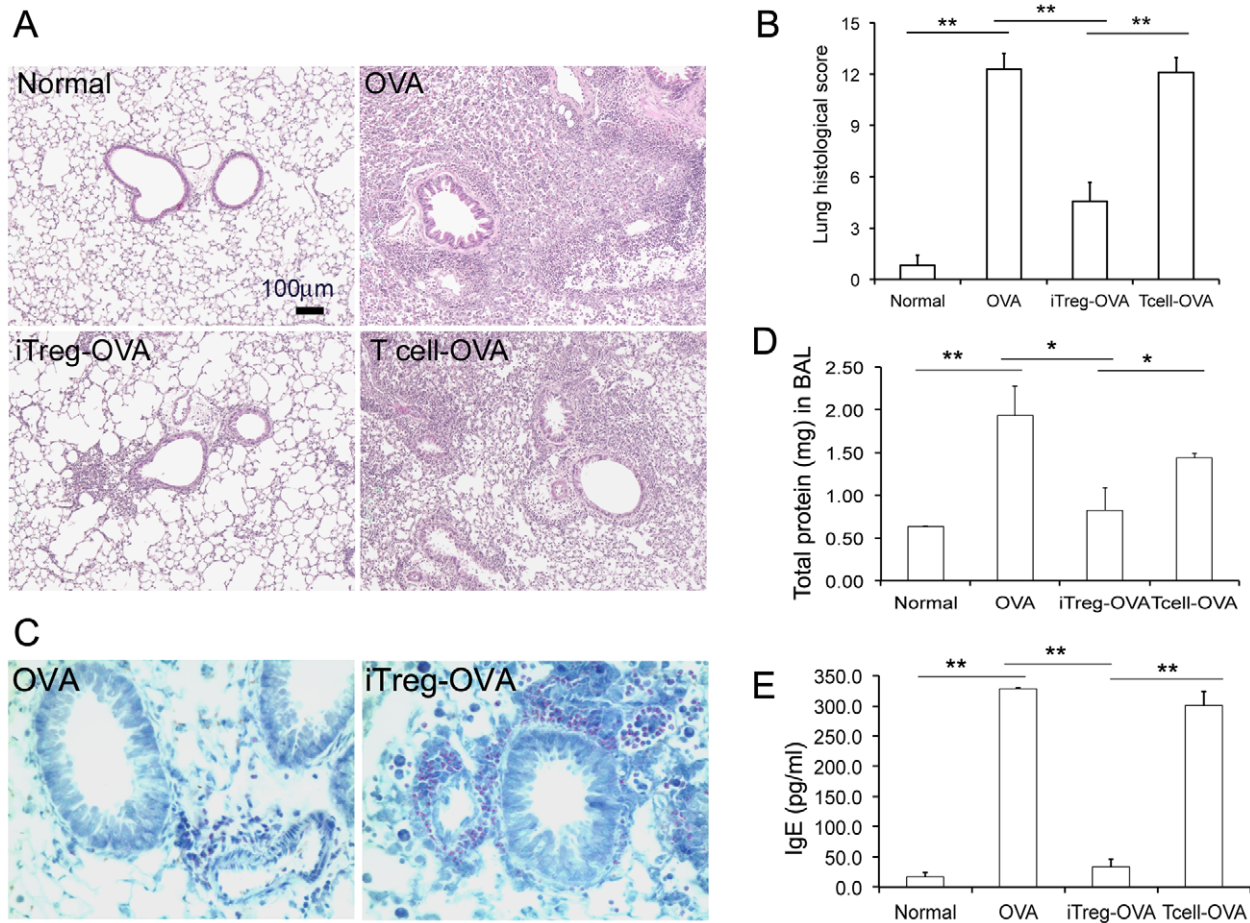 A
Normal
OVA
100μm
iTreg-OVA
T cell-OVA
B
**
**
**
Lung histological score
15
12
9
6
3
0
Normal
OVA
iTreg-OVA
Tcell-OVA
C
OVA
iTreg-OVA
D
**
*
*
Total protein (mg) in BAL
2.50
2.00
1.50
1.00
0.50
0.00
Normal
OVA
iTreg-OVA
Tcell-OVA
E
**
**
**
IgE (pg/ml)
350.0
300.0
250.0
200.0
150.0
100.0
50.0
0.0
Normal
OVA
iTreg-OVA
Tcell-OVA